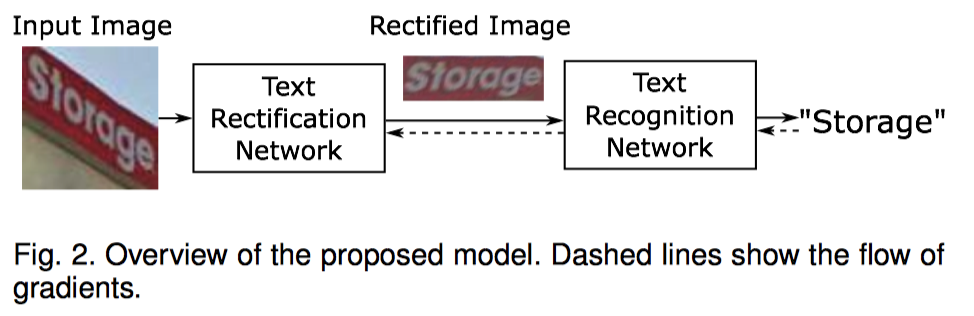 Input Image
Rectified Image
Storage
Text
Rectification
Network
Storage
Text
Recognition
Network
"Storage"
Fig. 2. Overview of the proposed model. Dashed lines show the flow of
gradients.